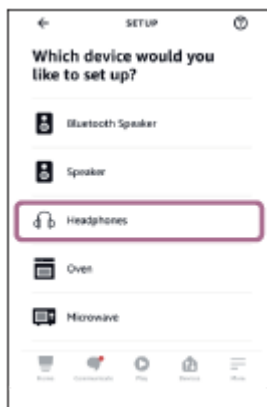 SETUP
Which device would you
like to set up?
Bluetooth Speaker
Speaker
Headphones
Oven
Microwave
Home
Communicate
Play
Devices
More